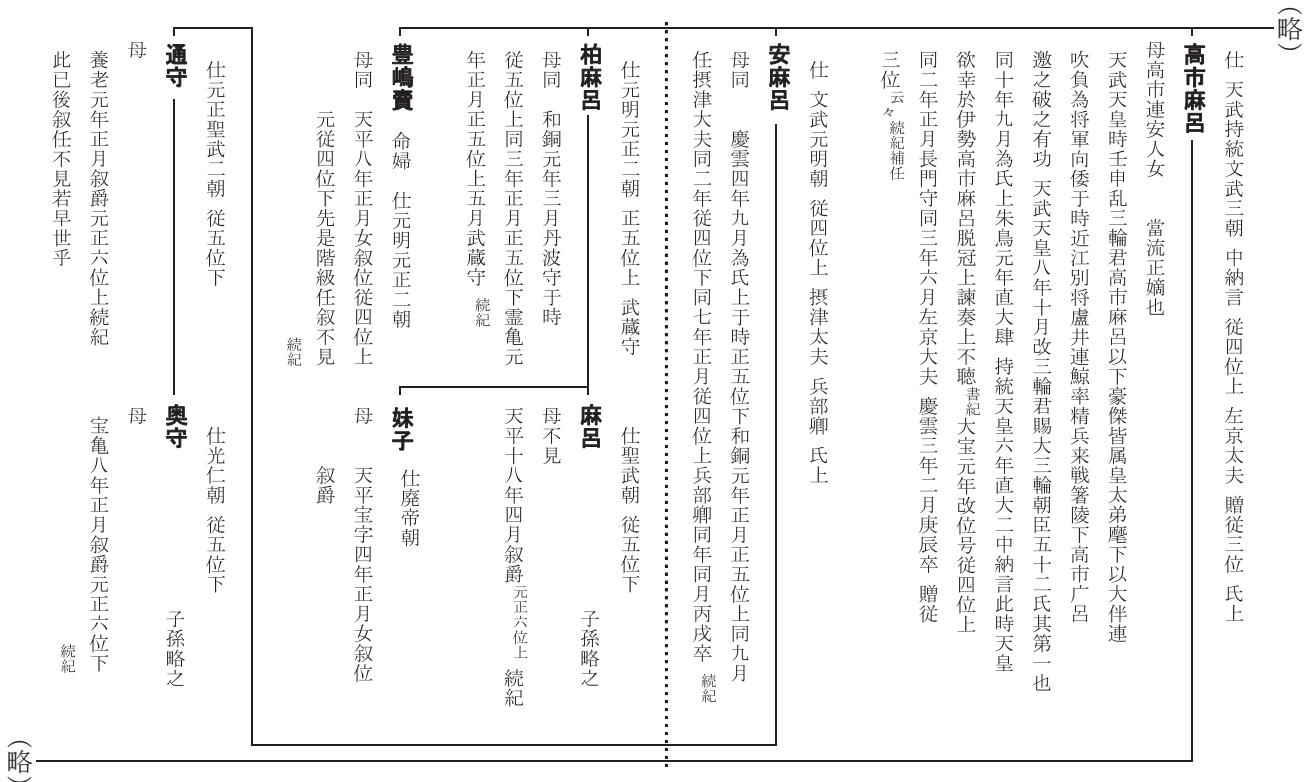 （略）
高市麻呂
仕　天武持統文武三朝　中納言　従四位上　左京太夫　贈従三位　氏上
母高市連安人女　　當流正嫡也
天武天皇時壬申乱三輪君高市麻呂以下豪傑皆属皇太弟麾下以大伴連
吹負為将軍向倭于時近江別将盧井連鯨率精兵来戦箸陵下高市广呂
邀之破之有功　天武天皇八年十月改三輪君賜大三輪朝臣五十二氏其第一也
同十年九月為氏上朱鳥元年直大肆　持統天皇六年直大二中納言此時天皇
欲幸於伊勢高市麻呂脱冠上諫奏上不聴書紀大宝元年改位号従四位上
同二年正月長門守同三年六月左京大夫　慶雲三年二月庚辰卒　贈従
三位云々続紀補任
安麻呂
仕　文武元明朝　従四位上　摂津太夫　兵部卿　氏上
母同　　慶雲四年九月為氏上于時正五位下和銅元年正月正五位上同九月
任摂津大夫同二年従四位下同七年正月従四位上兵部卿同年同月丙戌卒　続紀
柏麻呂
仕元明元正二朝　正五位上　武蔵守
母同　和銅元年三月丹波守于時
従五位上同三年正月正五位下霊亀元
年正月正五位上五月武蔵守　続紀
豊嶋賣　命婦　仕元明元正二朝
母同　天平八年正月女叙位従四位上
元従四位下先是階級任叙不見
続紀
麻呂　　子孫略之
仕聖武朝　従五位下
母不見
天平十八年四月叙爵元正六位上　続紀
妹子　仕廃帝朝
母　　天平宝字四年正月女叙位
叙爵
通守
仕元正聖武二朝　従五位下
母
養老元年正月叙爵元正六位上続紀
此已後叙任不見若早世乎
奥守　　子孫略之
仕光仁朝　従五位下
母
宝亀八年正月叙爵元正六位下
続紀
（略）